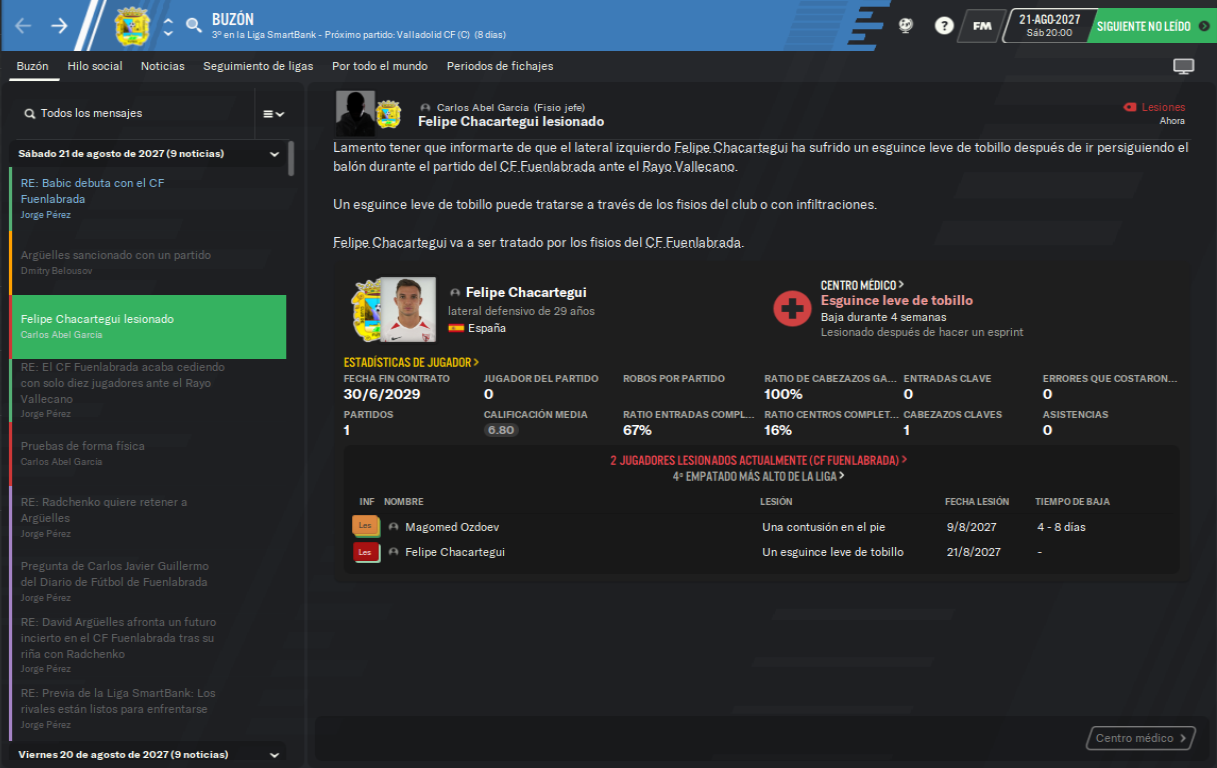 BUZÓN
3º en la Liga SmartBank - Próximo partido: Valladolid CF (C) (8 días)
?
FM
21-AGO-2027
Sáb 20:00
SIGUIENTE NO LEÍDO
Buzón Hilo social Noticias Seguimiento de ligas Por todo el mundo Periodos de fichajes
Todos los mensajes
Sábado 21 de agosto de 2027 (9 noticias)
RE: Babic debuta con el CF
Fuenlabrada
Jorge Pérez
Argüelles sancionado con un partido
Dmitry Belousov
Felipe Chacartegui lesionado
Carlos Abel García
RE: El CF Fuenlabrada acaba cediendo
con solo diez jugadores ante el Rayo
Vallecano
Jorge Pérez
Pruebas de forma física
Carlos Abel García
RE: Radchenko quiere retener a
Argüelles
Jorge Pérez
Pregunta de Carlos Javier Guillermo
del Diario de Fútbol de Fuenlabrada
Jorge Pérez
RE: David Argüelles afronta un futuro
incierto en el CF Fuenlabrada tras su
riña con Radchenko
Jorge Pérez
RE: Previa de la Liga SmartBank: Los
rivales están listos para enfrentarse
Jorge Pérez
Viernes 20 de agosto de 2027 (9 noticias)
Carlos Abel García (Fisio jefe)
Felipe Chacartegui lesionado
Lesiones
Ahora
Lamento tener que informarte de que el lateral izquierdo Felipe Chacartegui ha sufrido un esguince leve de tobillo después de ir persiguiendo el
balón durante el partido del CF Fuenlabrada ante el Rayo Vallecano.
Un esguince leve de tobillo puede tratarse a través de los fisios del club o con infiltraciones.
Felipe Chacartegui va a ser tratado por los fisios del CF Fuenlabrada.
Felipe Chacartegui
lateral defensivo de 29 años
España
CENTRO MÉDICO
Esguince leve de tobillo
Baja durante 4 semanas
Lesionado después de hacer un esprint
ESTADÍSTICAS DE JUGADOR
FECHA FIN CONTRATO JUGADOR DEL PARTIDO ROBOS POR PARTIDO RATIO DE CABEZAZOS GA... ENTRADAS CLAVE ERRORES QUE COSTARON...
30/6/2029 0 100% 0 0
PARTIDOS CALIFICACIÓN MEDIA RATIO ENTRADAS COMPL... RATIO CENTROS COMPLET... CABEZAZOS CLAVES ASISTENCIAS
1 6.80 67% 16% 1 0
2 JUGADORES LESIONADOS ACTUALMENTE (CF FUENLABRADA)
4º EMPATADO MÁS ALTO DE LA LIGA
INF NOMBRE LESIÓN FECHA LESIÓN TIEMPO DE BAJA
Les Magomed Ozdoev Una contusión en el pie 9/8/2027 4 - 8 días
Les Felipe Chacartegui Un esguince leve de tobillo 21/8/2027 -
Centro médico